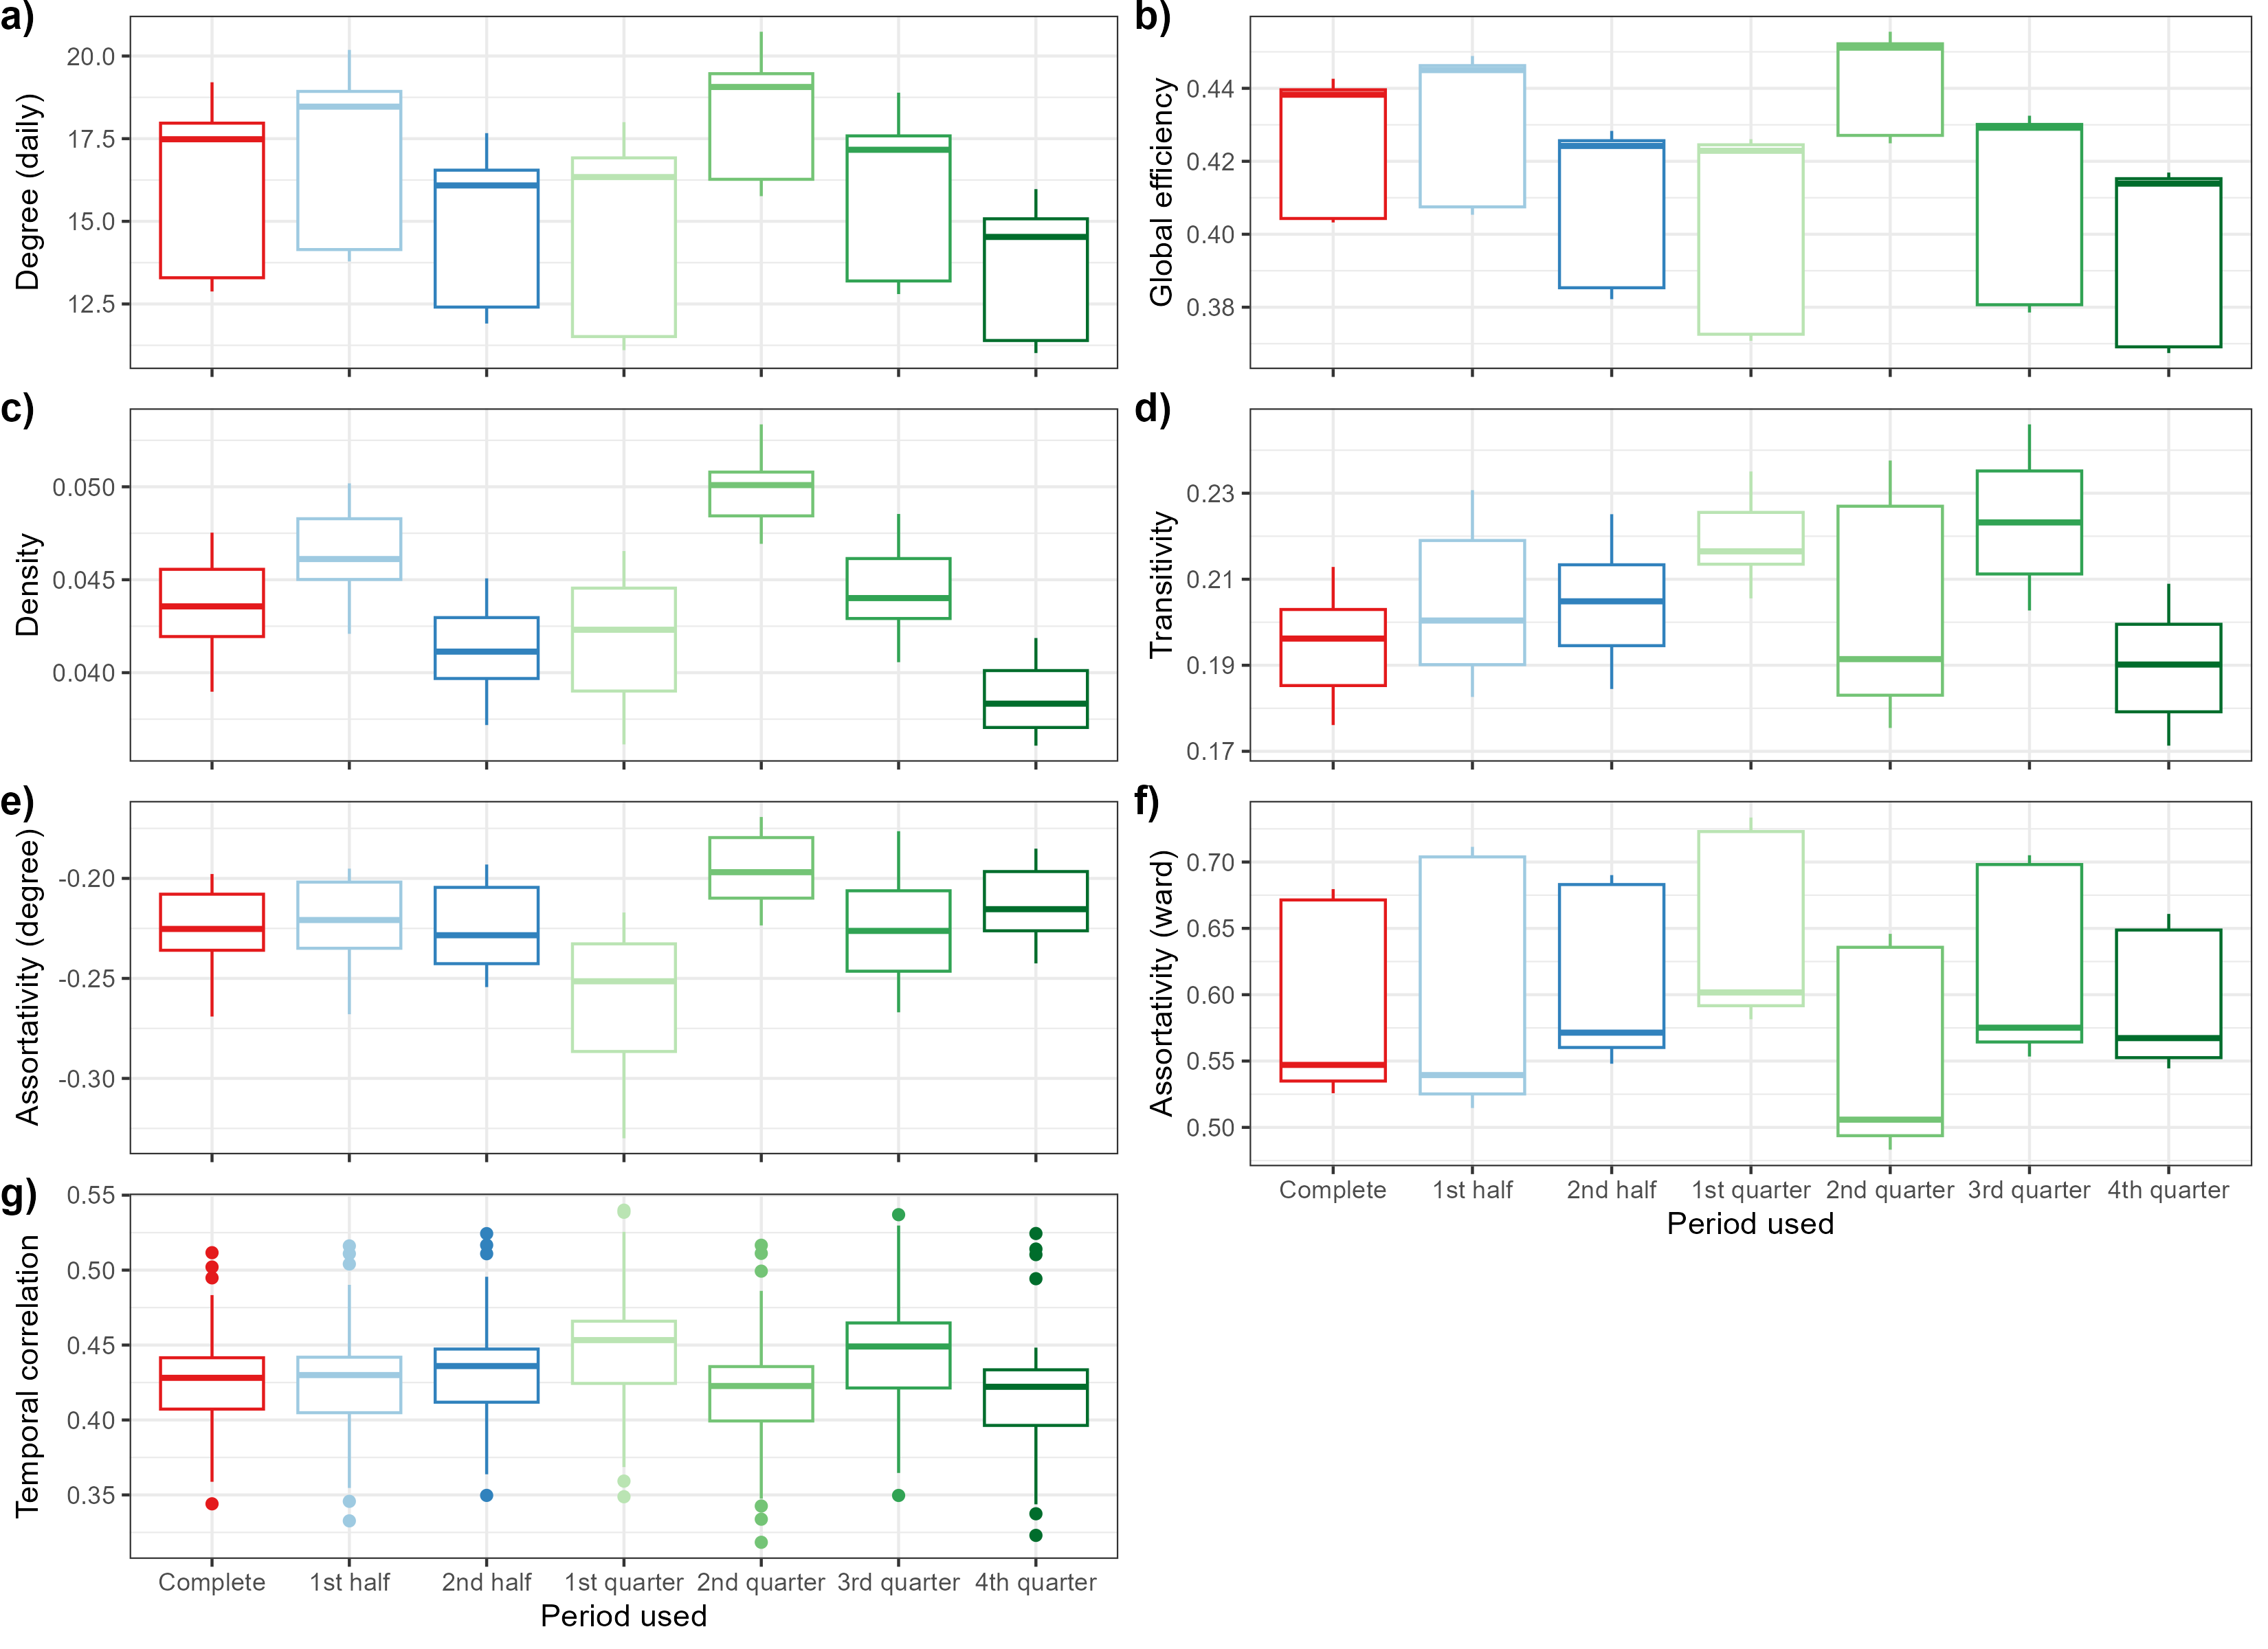 a)
Degree (daily)
20.0
17.5
15.0
12.5
b)
Global efficiency
0.44
0.42
0.40
0.38
c)
Density
0.050
0.045
0.040
d)
Transitivity
0.23
0.21
0.19
0.17
e)
Assortativity (degree)
-0.20
-0.25
-0.30
f)
Assortativity (ward)
0.70
0.65
0.60
0.55
0.50
Complete 1st half 2nd half 1st quarter 2nd quarter 3rd quarter 4th quarter
Period used
g)
Temporal correlation
0.55
0.50
0.45
0.40
0.35
Complete 1st half 2nd half 1st quarter 2nd quarter 3rd quarter 4th quarter
Period used